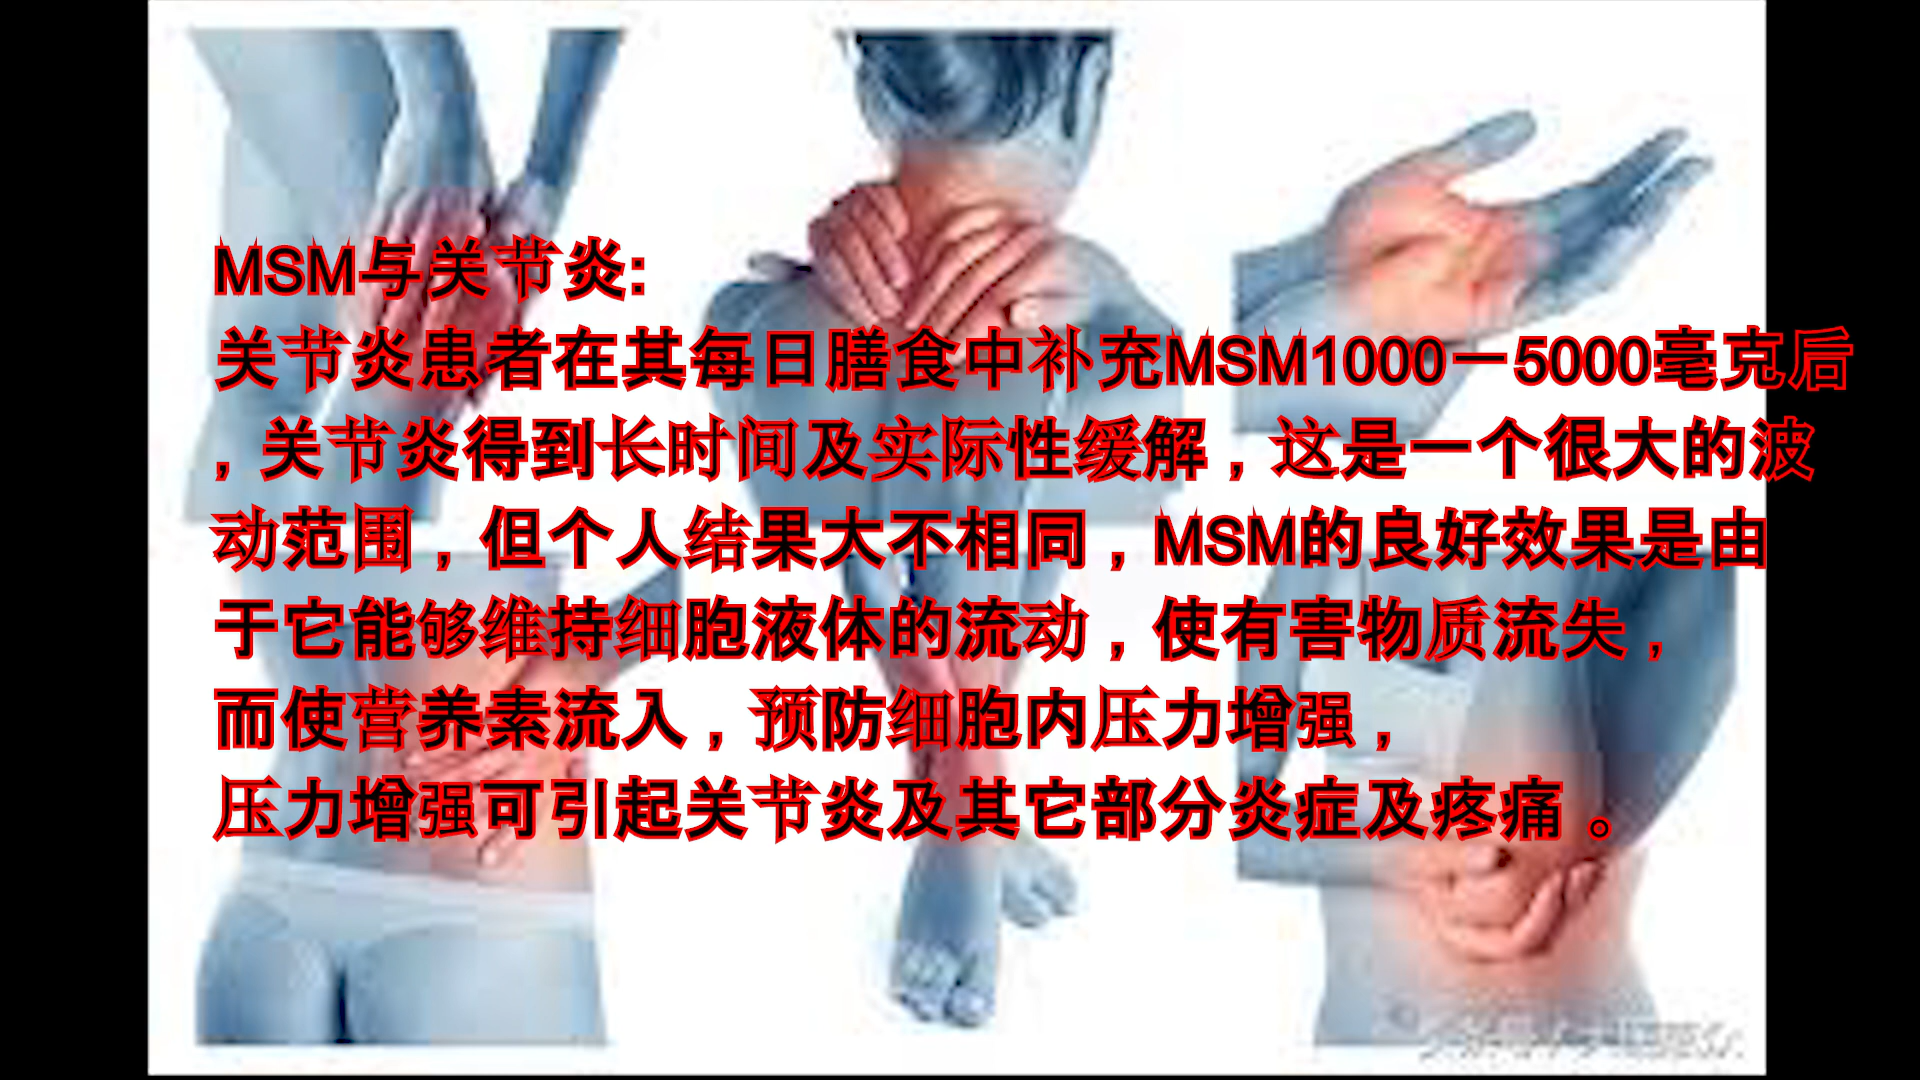 MSM与关节炎:
关节炎患者在其每日膳食中补充MSM1000－5000毫克后
，关节炎得到长时间及实际性缓解，这是一个很大的波
动范围，但个人结果大不相同，MSM的良好效果是由
于它能够维持细胞液体的流动，使有害物质流失，
而使营养素流入，预防细胞内压力增强，
压力增强可引起关节炎及其它部分炎症及疼痛 。